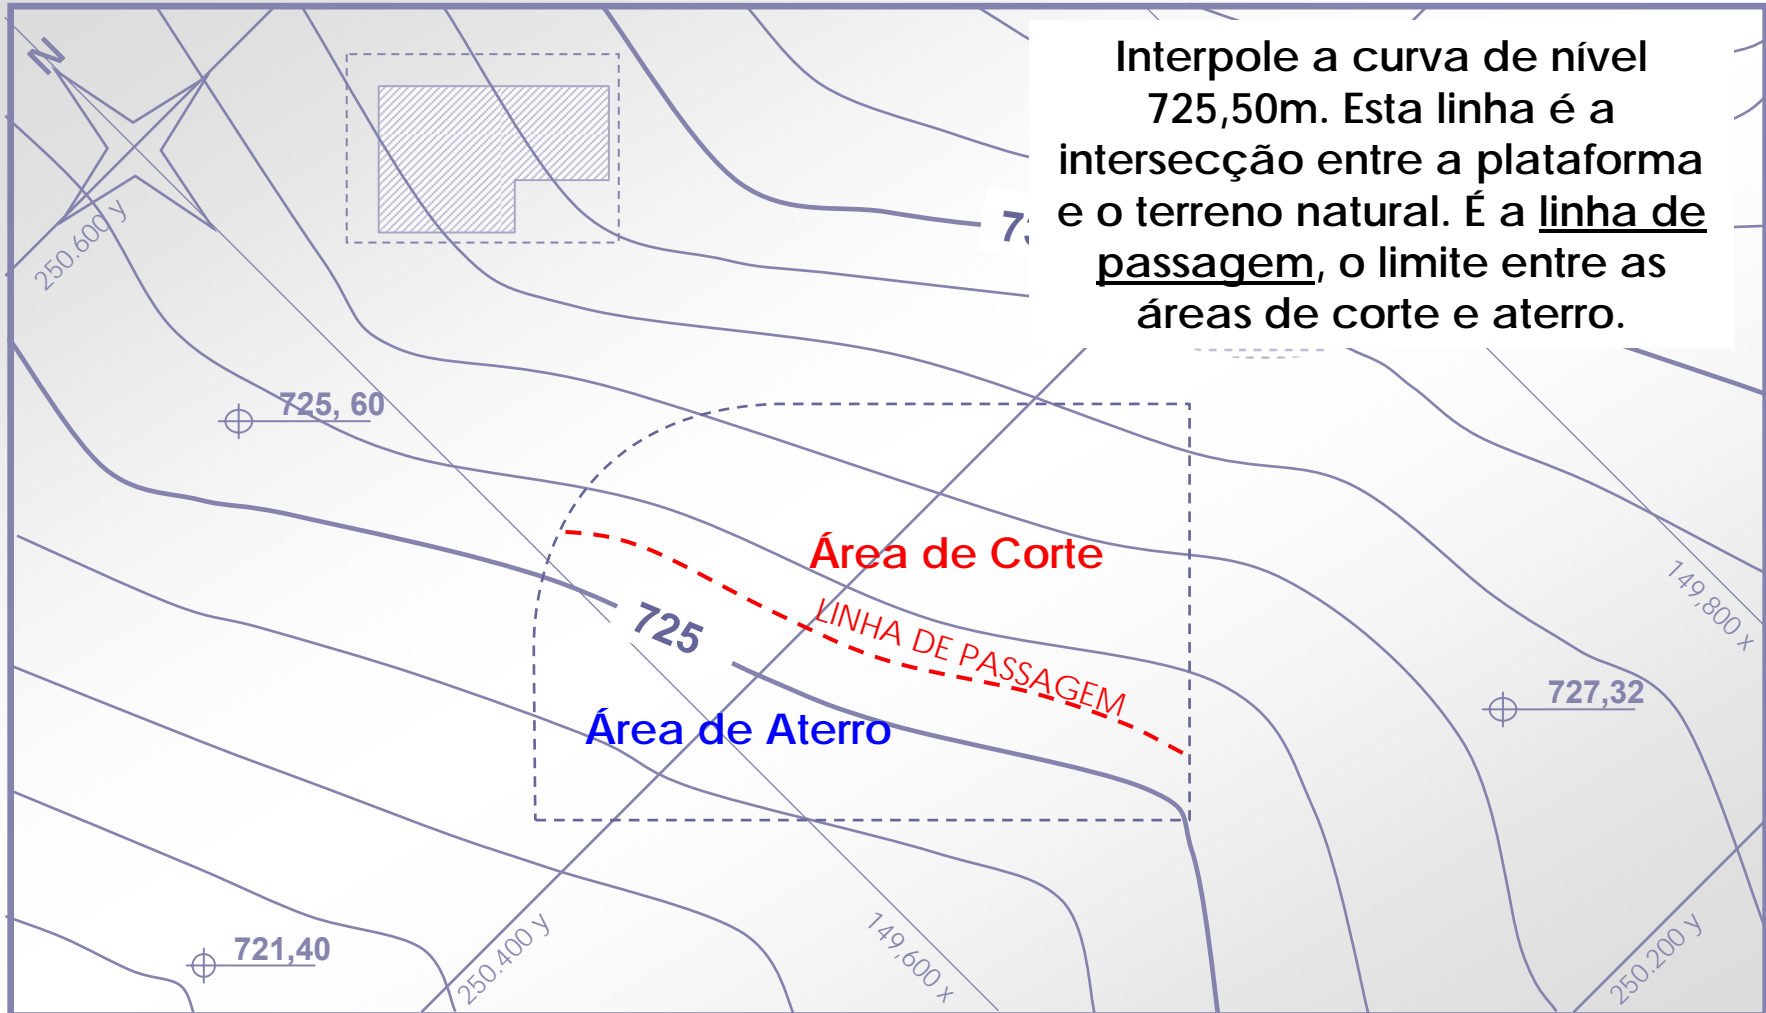 N
Interpole a curva de nível
725,50m. Esta linha é a
intersecção entre a plataforma
e o terreno natural. É a linha de
passagem, o limite entre as
áreas de corte e aterro.
250.600 y
725, 60
Área de Corte
LINHA DE PASSAGEM
725
149,800 x
727,32
Área de Aterro
721,40
250.400 y
149,600 x
250.200 y